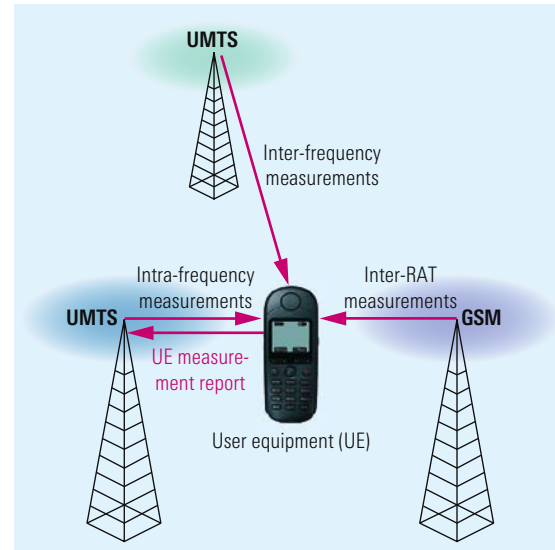 UMTS
Inter-frequency
measurements
Intra-frequency
measurements
Inter-RAT
measurements
UMTS
GSM
UE measure-
ment report
User equipment (UE)